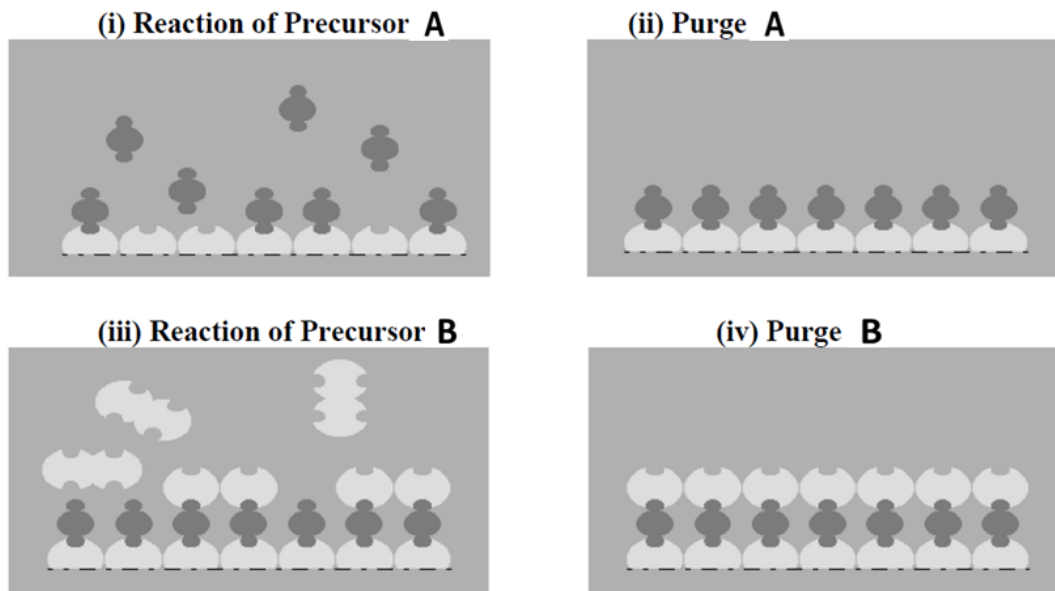 (i) Reaction of Precursor A
(ii) Purge A
(iii) Reaction of Precursor B
(iv) Purge B